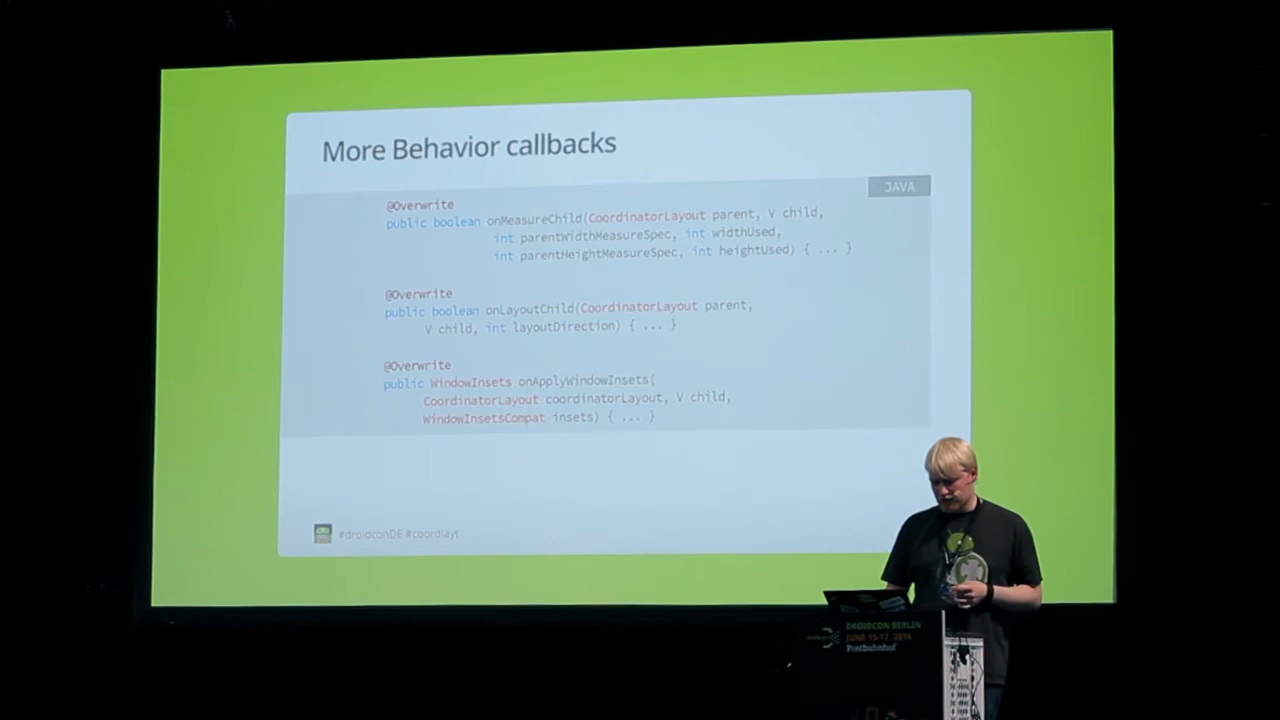 More Behavior callbacks
JAVA
@Overwrite
public boolean onMeasureChild(CoordinatorLayout parent, V child,
int parentWidthMeasureSpec, int widthUsed,
int parentHeightMeasureSpec, int heightUsed) { ... }
@Overwrite
public boolean onLayoutChild(CoordinatorLayout parent,
V child, int layoutDirection) { ... }
@Overwrite
public WindowInsets onApplyWindowInsets(
CoordinatorLayout coordinatorLayout, V child,
WindowInsetsCompat insets) { ... }
#droidconDE #coordlayt
DROIDCON BERLIN
JUNE 15-17, 2016
Postbahnhof